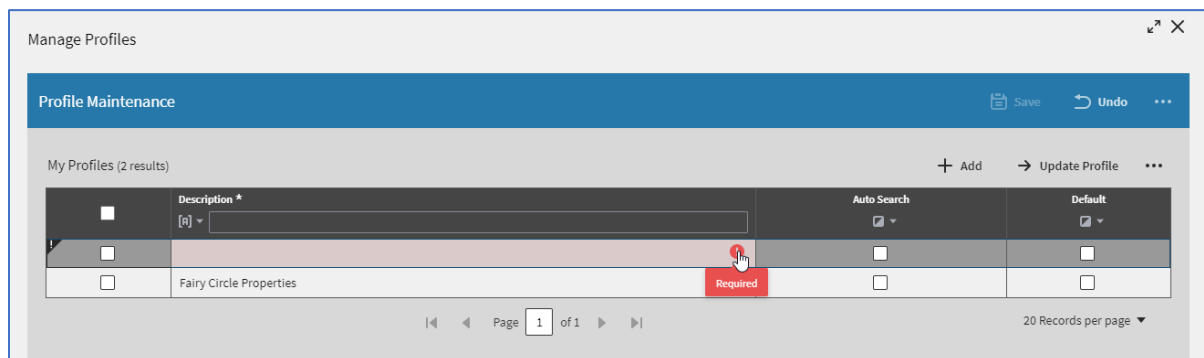 Manage Profiles
Profile Maintenance
Save
Undo
My Profiles (2 results)
Add
Update Profile
Description *
Auto Search
Default
[a]
!
Fairy Circle Properties
Required
Page 1 of 1
20 Records per page